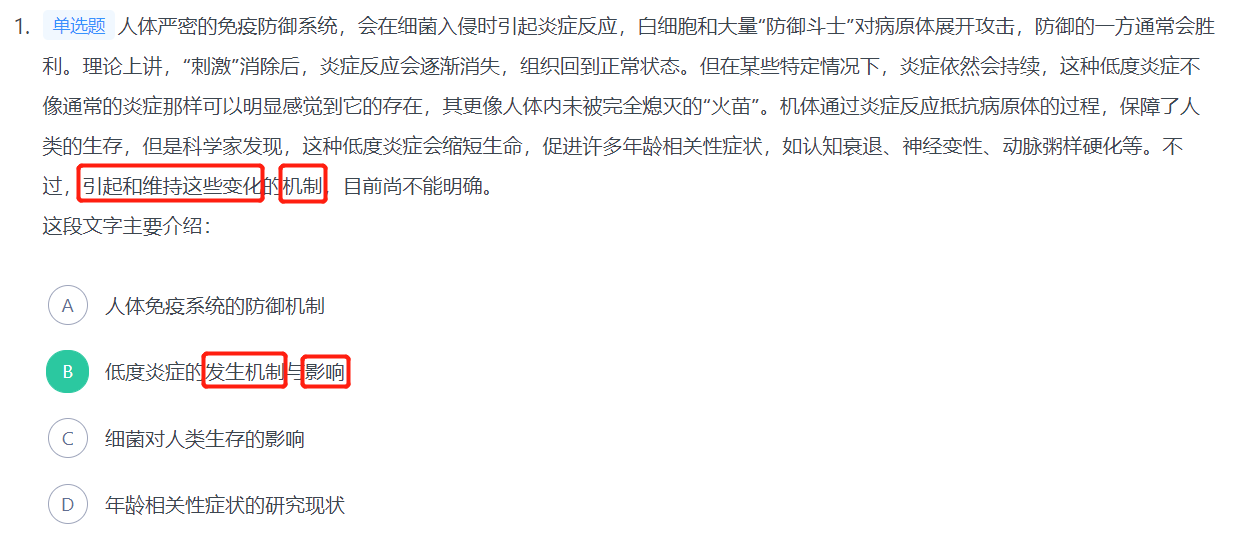 1. 单选题 人体严密的免疫防御系统，会在细菌入侵时引起炎症反应，白细胞和大量“防御斗士”对病原体展开攻击，防御的一方通常会胜
利。理论上讲，“刺激”消除后，炎症反应会逐渐消失，组织回到正常状态。但在某些特定情况下，炎症依然会持续，这种低度炎症不
像通常的炎症那样可以明显感觉到它的存在，其更像人体内未被完全熄灭的“火苗”。机体通过炎症反应抵抗病原体的过程，保障了人
类的生存，但是科学家发现，这种低度炎症会缩短生命，促进许多年龄相关性症状，如认知衰退、神经变性、动脉粥样硬化等。不
过，引起和维持这些变化的机制，目前尚不能明确。
这段文字主要介绍：
A 人体免疫系统的防御机制
B 低度炎症的发生机制与影响
C 细菌对人类生存的影响
D 年龄相关性症状的研究现状